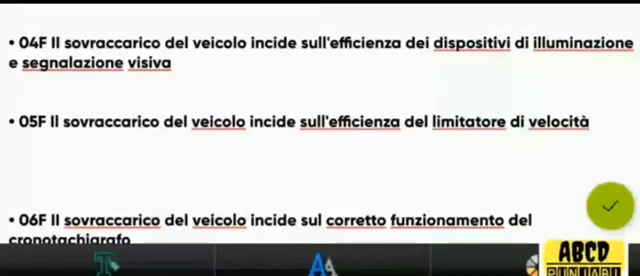 • 04F Il sovraccarico del veicolo incide sull'efficienza dei dispositivi di illuminazione
e segnalazione visiva
• 05F Il sovraccarico del veicolo incide sull'efficienza del limitatore di velocità
• 06F Il sovraccarico del veicolo incide sul corretto funzionamento del
cronotachigrafo
ABCD
PUNJABI